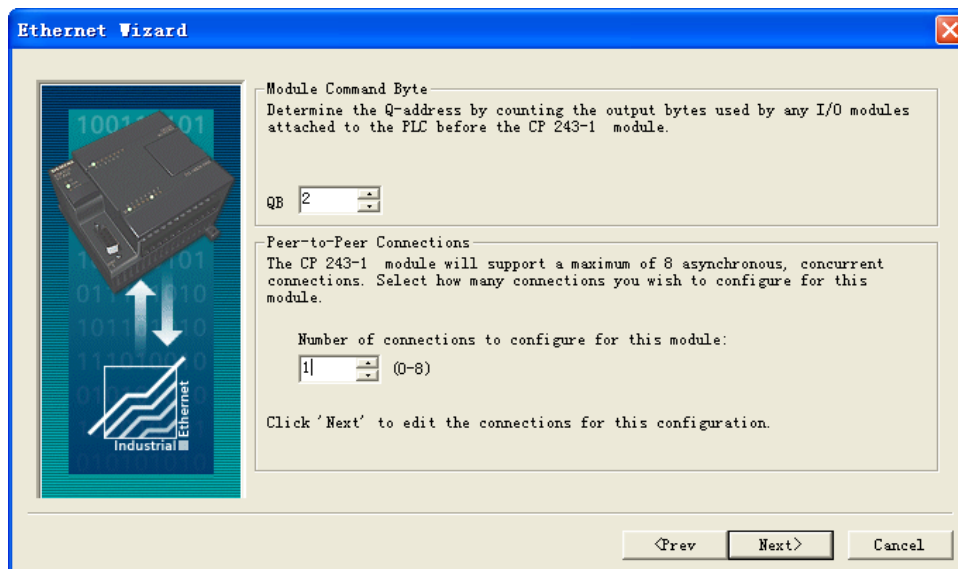 Ethernet Wizard
Module Command Byte
Determine the Q-address by counting the output bytes used by any I/O modules
attached to the PLC before the CP 243-1 module.
QB 2
Peer-to-Peer Connections
The CP 243-1 module will support a maximum of 8 asynchronous, concurrent
connections. Select how many connections you wish to configure for this
module.
Number of connections to configure for this module:
1 (0-8)
Click 'Next' to edit the connections for this configuration.
Industrial
Ethernet
<Prev Next> Cancel